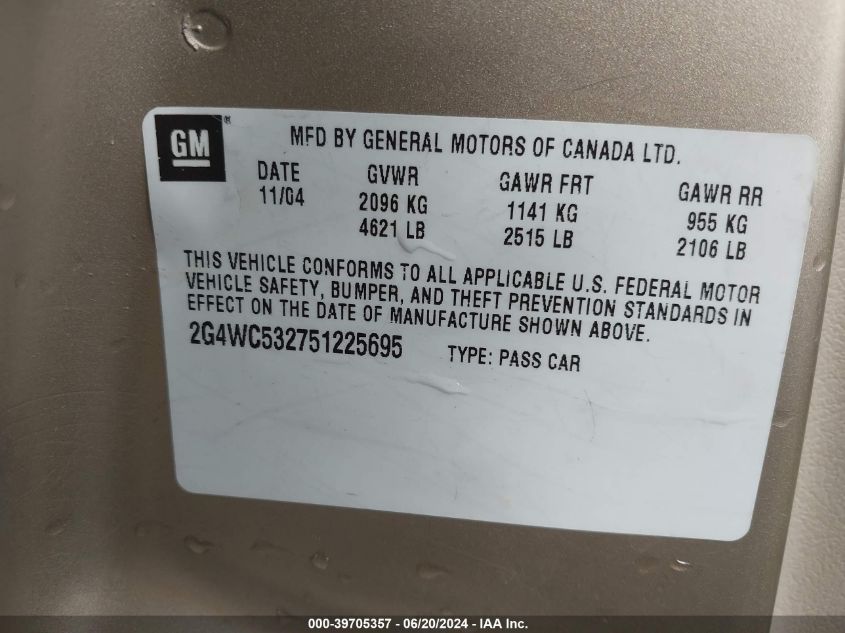 GM ®
MFD BY GENERAL MOTORS OF CANADA LTD.
DATE GVWR GAWR FRT GAWR RR
11/04 2096 KG 1141 KG 955 KG
4621 LB 2515 LB 2106 LB
THIS VEHICLE CONFORMS TO ALL APPLICABLE U.S. FEDERAL MOTOR
VEHICLE SAFETY, BUMPER, AND THEFT PREVENTION STANDARDS IN
EFFECT ON THE DATE OF MANUFACTURE SHOWN ABOVE.
2G4WC532751225695 TYPE: PASS CAR
000-39705357 - 06/20/2024 - IAA Inc.